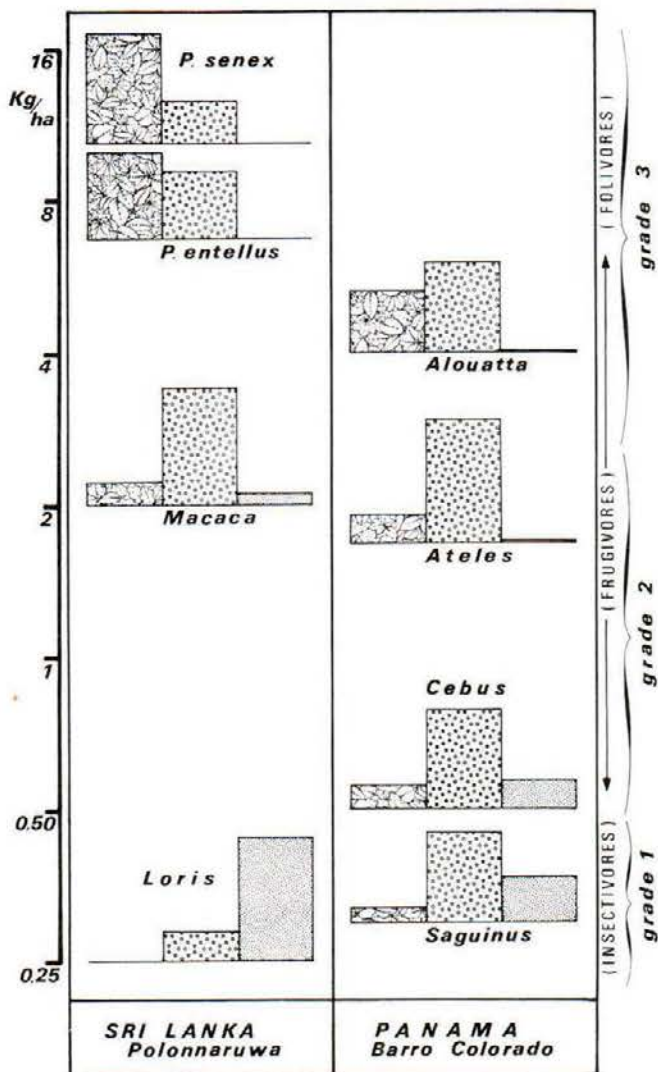 16
Kg/
ha
8
4
2
1
0.50
0.25
P. senex
P. entellus
Macaca
Loris
SRI LANKA
Polonnaruwa
Alouatta
Ateles
Cebus
Saguinus
PANAMA
Barro Colorado
(FOLIVORES)
(FRUGIVORES)
(INSECTIVORES)
grade 3
grade 2
grade 1